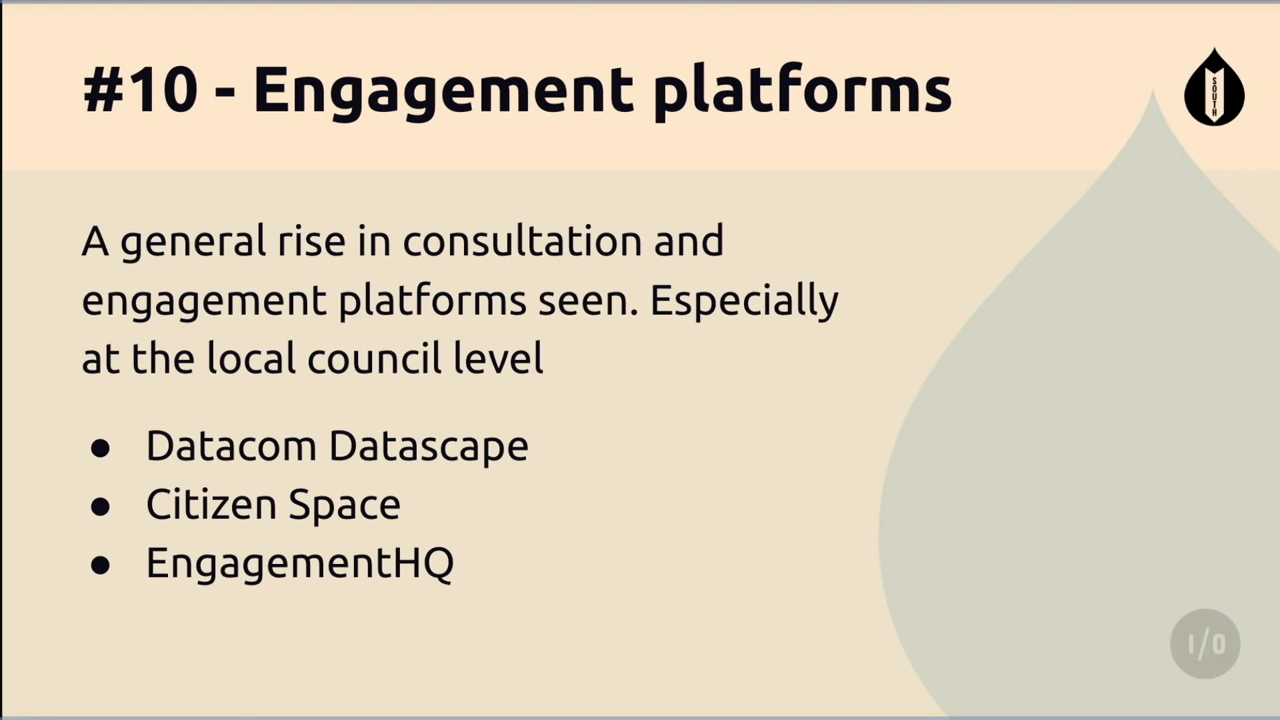 #10 - Engagement platforms
SOUTH
A general rise in consultation and
engagement platforms seen. Especially
at the local council level
● Datacom Datascape
● Citizen Space
● EngagementHQ
I/O